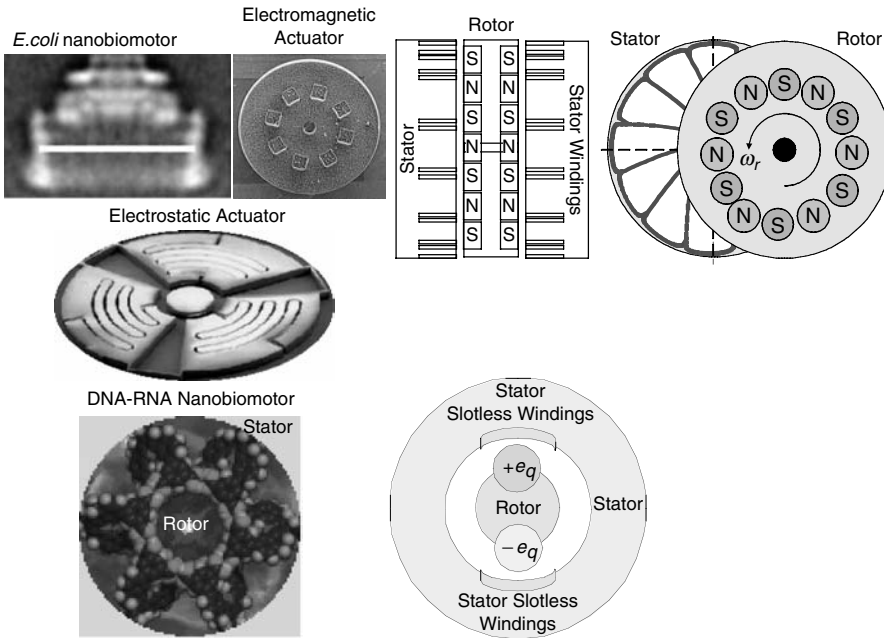 E.coli nanobiomotor
Electromagnetic
Actuator
Rotor
Stator
S
S
N
N
S
S
N
N
S
S
N
N
S
S
Stator Windings
Stator
Rotor
S
N
N
S
S
N
N
S
S
N
N
S
ωr
Electrostatic Actuator
DNA-RNA Nanobiomotor
Stator
Rotor
Stator
Slotless Windings
+eq
Rotor
Stator
−eq
Stator Slotless
Windings